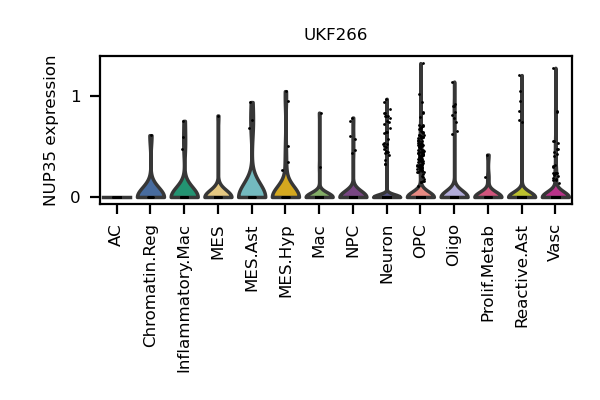 UKF266
NUP35 expression
1
0
AC
Chromatin.Reg
Inflammatory.Mac
MES
MES.Ast
MES.Hyp
Mac
NPC
Neuron
OPC
Oligo
Prolif.Metab
Reactive.Ast
Vasc